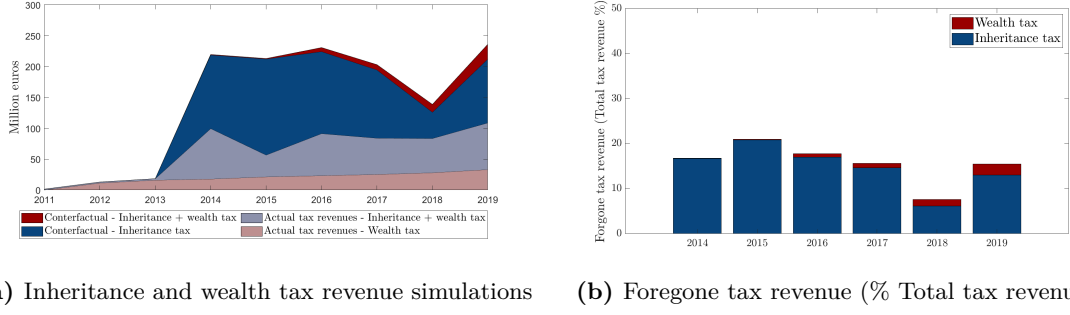 300
250
200
150
100
50
0
Million euros
2011 2012 2013 2014 2015 2016 2017 2018 2019
Conterfactual - Inheritance + wealth tax Actual tax revenues - Inheritance + wealth tax
Conterfactual - Inheritance tax Actual tax revenues - Wealth tax
) Inheritance and wealth tax revenue simulations
50
40
30
20
10
0
Forgone tax revenue (Total tax revenue %)
Wealth tax
Inheritance tax
2014 2015 2016 2017 2018 2019
(b) Foregone tax revenue (% Total tax revenu